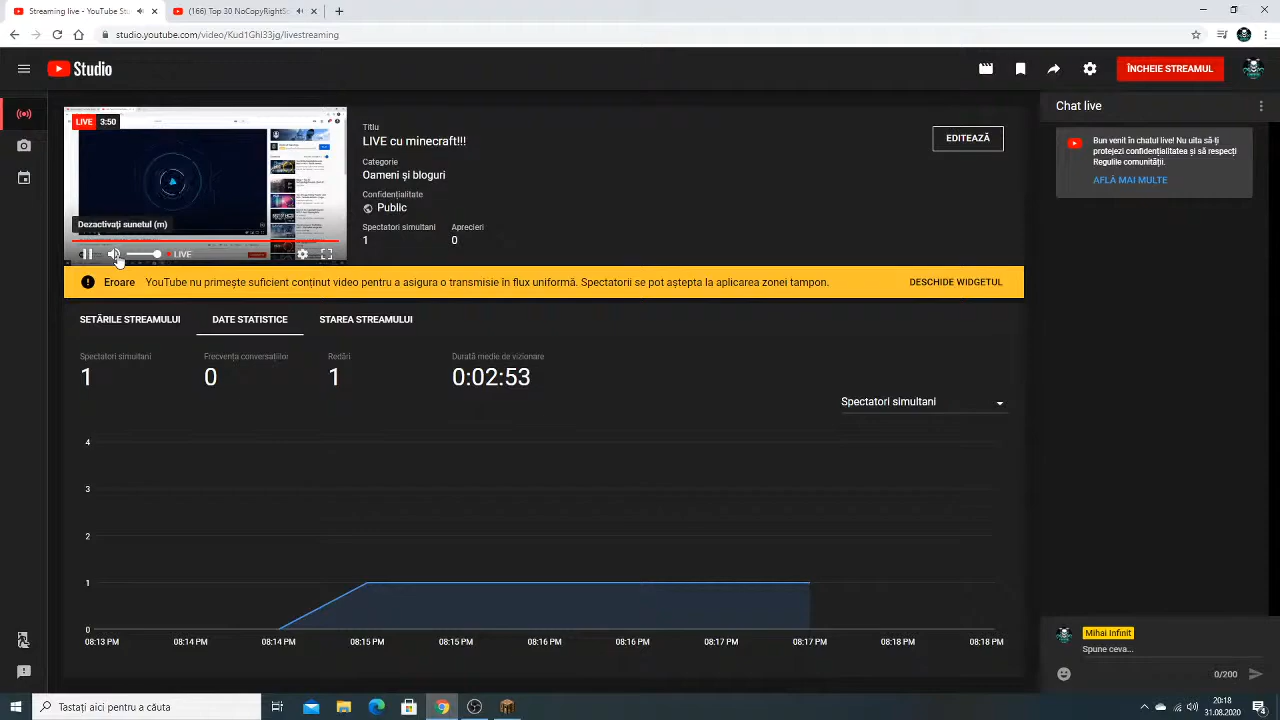 Streaming live - YouTube Stu
(166) Top 30 NoCopyRightSo
studio.youtube.com/video/Kud1Ghl33jg/livestreaming
Studio
ÎNCHEIE STREAMUL
LIVE 3:50
Dezactivați sunetul (m)
LIVE
Titlu
LIVE cu minecraft!!!
Categorie
Oameni și bloguri
Confidențialitate
Public
Spectatori simultani
1
0
EDITEAZĂ
Chat live
Bun venit în chatul live! Nu uita să îți
protejezi confidențialitatea și să respecți
Regulile comunității.
AFLĂ MAI MULTE
Eroare YouTube nu primește suficient conținut video pentru a asigura o transmisie în flux uniformă. Spectatorii se pot aștepta la aplicarea zonei tampon. DESCHIDE WIDGETUL
SETĂRILE STREAMULUI DATE STATISTICE STAREA STREAMULUI
Spectatori simultani Frecvența conversațiilor Redări Durată medie de vizionare
1 0 1 0:02:53
Spectatori simultani
4
3
2
1
0
08:13 PM 08:14 PM 08:14 PM 08:15 PM 08:15 PM 08:16 PM 08:16 PM 08:17 PM 08:17 PM 08:18 PM 08:18 PM
Mihai Infinit
Spune ceva...
0/200
Tastați aici pentru a căuta
20:18
31.08.2020